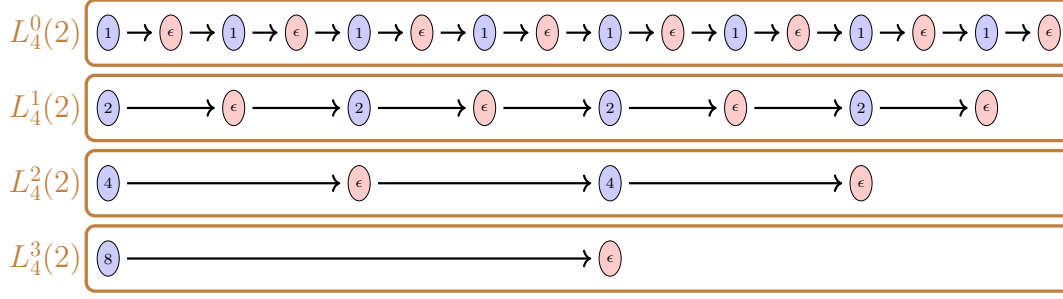 L_4^0(2) 1 ϵ 1 ϵ 1 ϵ 1 ϵ 1 ϵ 1 ϵ 1 ϵ 1 ϵ
L_4^1(2) 2 ϵ 2 ϵ 2 ϵ 2 ϵ
L_4^2(2) 4 ϵ 4 ϵ
L_4^3(2) 8 ϵ